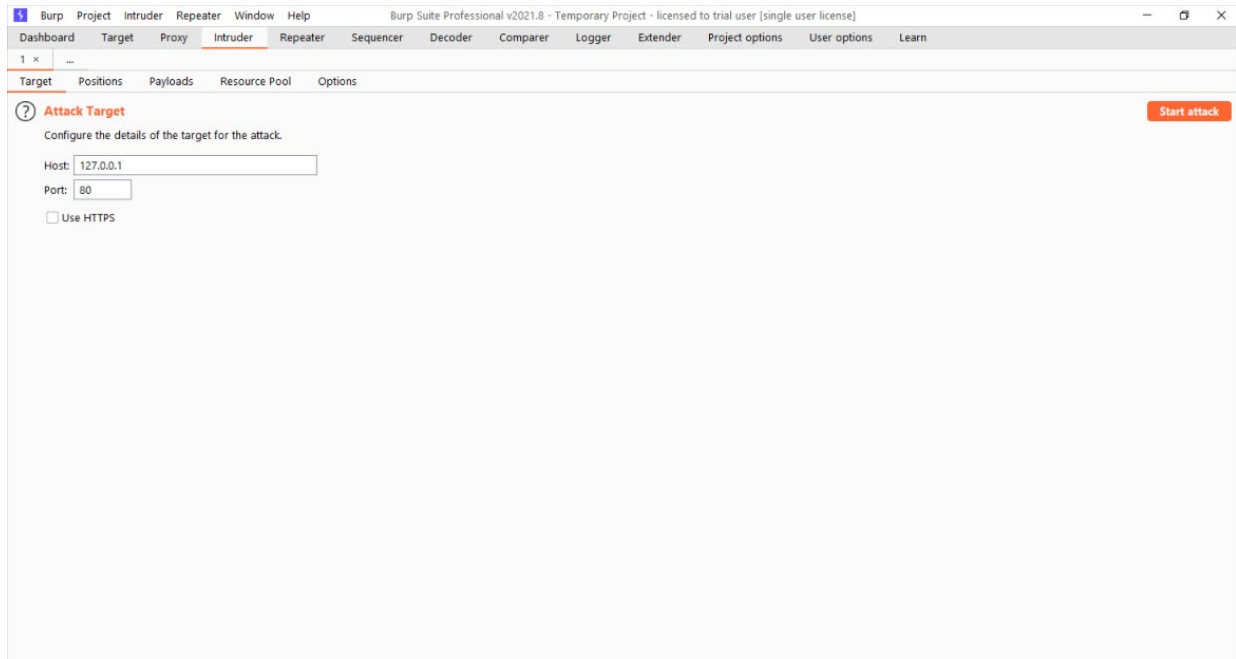 Burp Project Intruder Repeater Window Help Burp Suite Professional v2021.8 - Temporary Project - licensed to trial user [single user license]
Dashboard Target Proxy Intruder Repeater Sequencer Decoder Comparer Logger Extender Project options User options Learn
1 × ...
Target Positions Payloads Resource Pool Options
? Attack Target Start attack
Configure the details of the target for the attack.
Host: 127.0.0.1
Port: 80
Use HTTPS